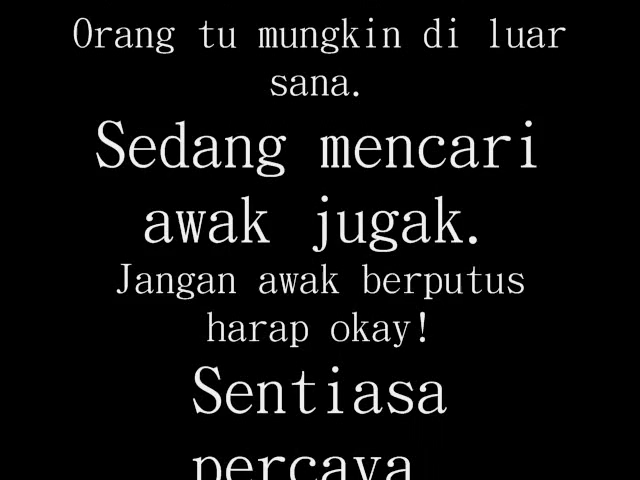 Orang tu mungkin di luar
sana.
Sedang mencari
awak jugak.
Jangan awak berputus
harap okay!
Sentiasa
percaya